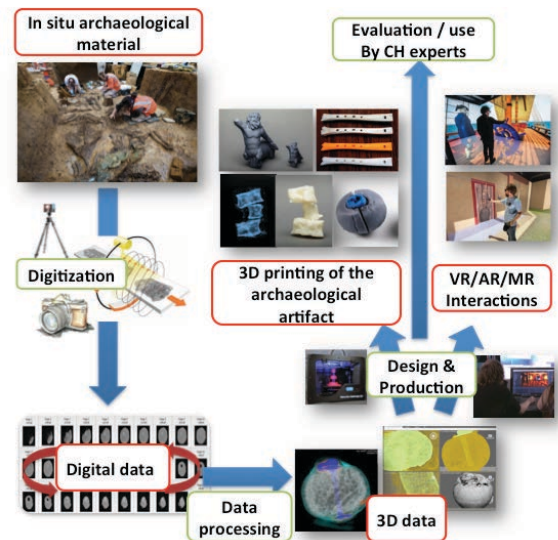 In situ archaeological
material
Evaluation / use
By CH experts
Digitization
3D printing of the
archaeological
artifact
VR/AR/MR
Interactions
Design &
Production
Digital data
Data
processing
3D data